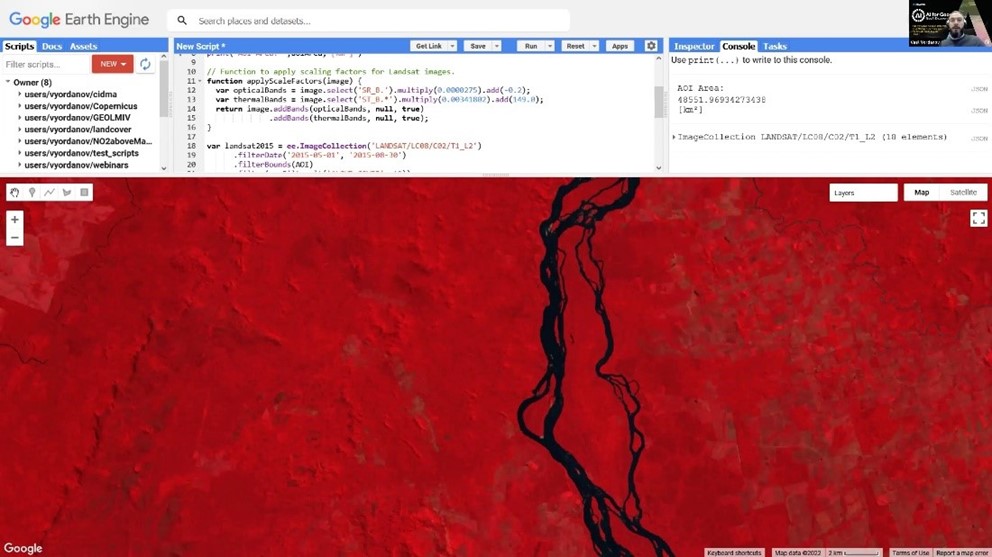 Google Earth Engine
Search places and datasets...
Scripts Docs Assets
Filter scripts...
NEW
Owner (8)
users/vyordanov/cidma
users/vyordanov/Copernicus
users/vyordanov/GEOLMIV
users/vyordanov/landcover
users/vyordanov/NO2aboveMa...
users/vyordanov/test_scripts
users/vyordanov/webinars
New Script *
Get Link Save Run Reset Apps
9
10 // Function to apply scaling factors for Landsat images.
11 function applyScaleFactors(image) {
12 var opticalBands = image.select('SR_B.').multiply(0.0000275).add(-0.2);
13 var thermalBands = image.select('ST_B.*').multiply(0.00341802).add(149.0);
14 return image.addBands(opticalBands, null, true)
15 .addBands(thermalBands, null, true);
16 }
17
18 var landsat2015 = ee.ImageCollection('LANDSAT/LC08/C02/T1_L2')
19 .filterDate('2015-05-01', '2015-08-30')
20 .filterBounds(AOI)
Inspector Console Tasks
Use print(...) to write to this console.
AOI Area: JSON
48551.96934273438
[km²] JSON
ImageCollection LANDSAT/LC08/C02/T1_L2 (18 elements) JSON
AI for Goo
Layers
Map Satellite
Google
Keyboard shortcuts Map data ©2022 2 km Terms of Use Report a map error